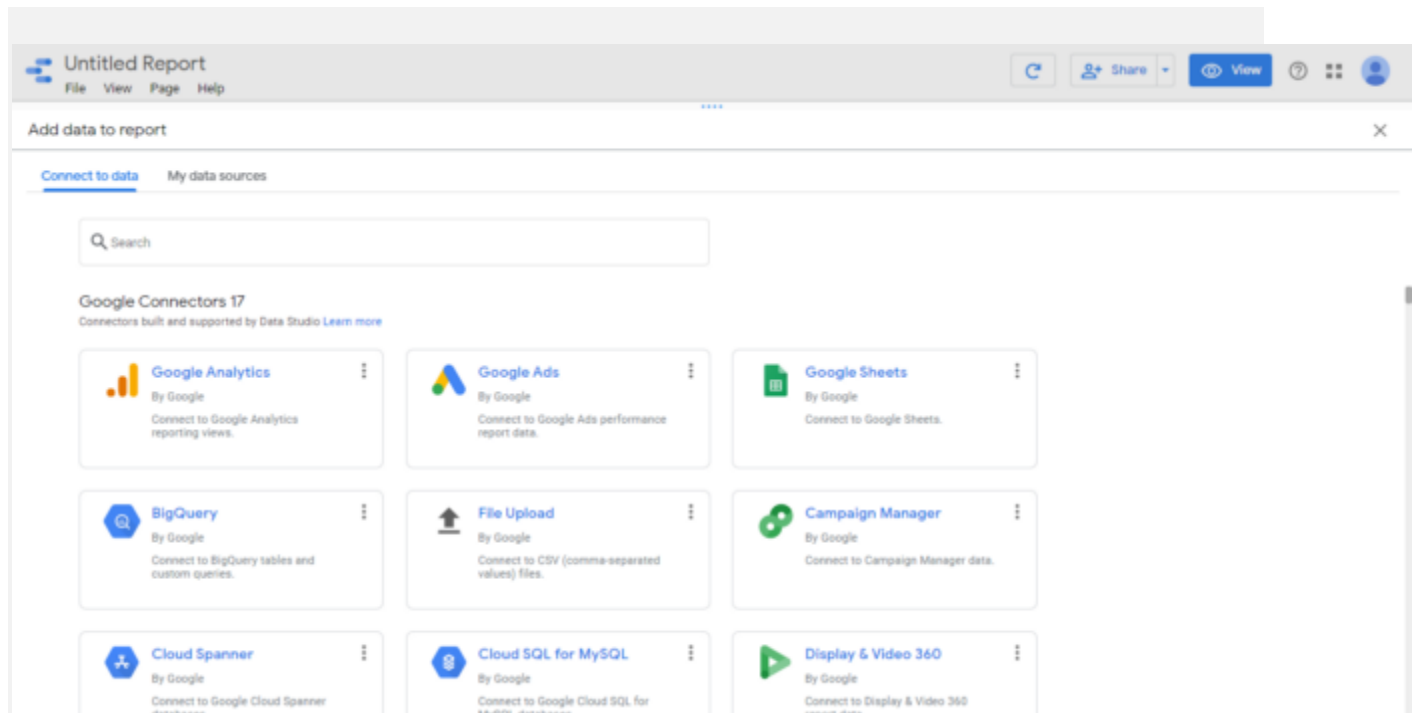 Untitled Report
File View Page Help
Share
View
Add data to report
Connect to data My data sources
Search
Google Connectors 17
Connectors built and supported by Data Studio Learn more
Google Analytics
By Google
Connect to Google Analytics
reporting views.
Google Ads
By Google
Connect to Google Ads performance
report data.
Google Sheets
By Google
Connect to Google Sheets.
BigQuery
By Google
Connect to BigQuery tables and
custom queries.
File Upload
By Google
Connect to CSV (comma-separated
values) files.
Campaign Manager
By Google
Connect to Campaign Manager data.
Cloud Spanner
By Google
Connect to Google Cloud Spanner
databases.
Cloud SQL for MySQL
By Google
Connect to Google Cloud SQL for
MySQL databases.
Display & Video 360
By Google
Connect to Display & Video 360
report data.